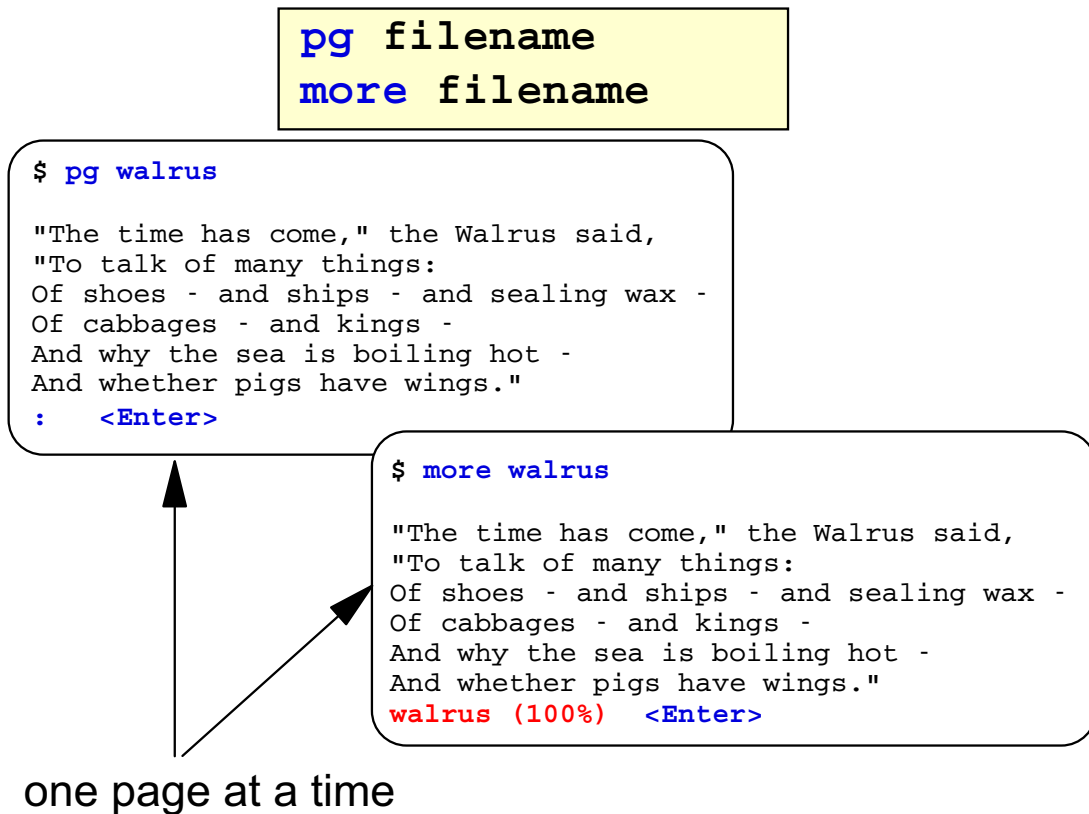 pg filename
more filename
$ pg walrus
"The time has come," the Walrus said,
"To talk of many things:
Of shoes - and ships - and sealing wax -
Of cabbages - and kings -
And why the sea is boiling hot -
And whether pigs have wings."
: <Enter>
$ more walrus
"The time has come," the Walrus said,
"To talk of many things:
Of shoes - and ships - and sealing wax -
Of cabbages - and kings -
And why the sea is boiling hot -
And whether pigs have wings."
walrus (100%) <Enter>
one page at a time